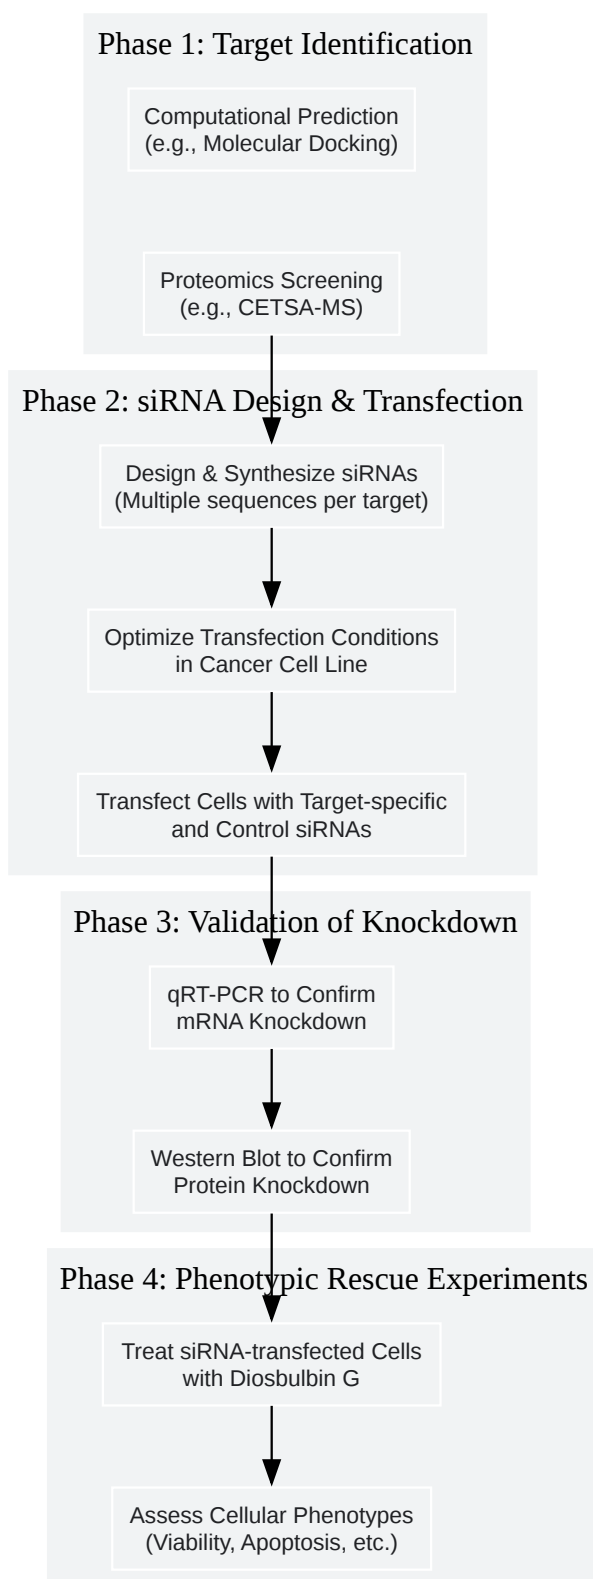 Phase 1: Target Identification
Computational Prediction
(e.g., Molecular Docking)
Proteomics Screening
(e.g., CETSA-MS)
Phase 2: siRNA Design & Transfection
Design & Synthesize siRNAs
(Multiple sequences per target)
Optimize Transfection Conditions
in Cancer Cell Line
Transfect Cells with Target-specific
and Control siRNAs
Phase 3: Validation of Knockdown
qRT-PCR to Confirm
mRNA Knockdown
Western Blot to Confirm
Protein Knockdown
Phase 4: Phenotypic Rescue Experiments
Treat siRNA-transfected Cells
with Diosbulbin G
Assess Cellular Phenotypes
(Viability, Apoptosis, etc.)